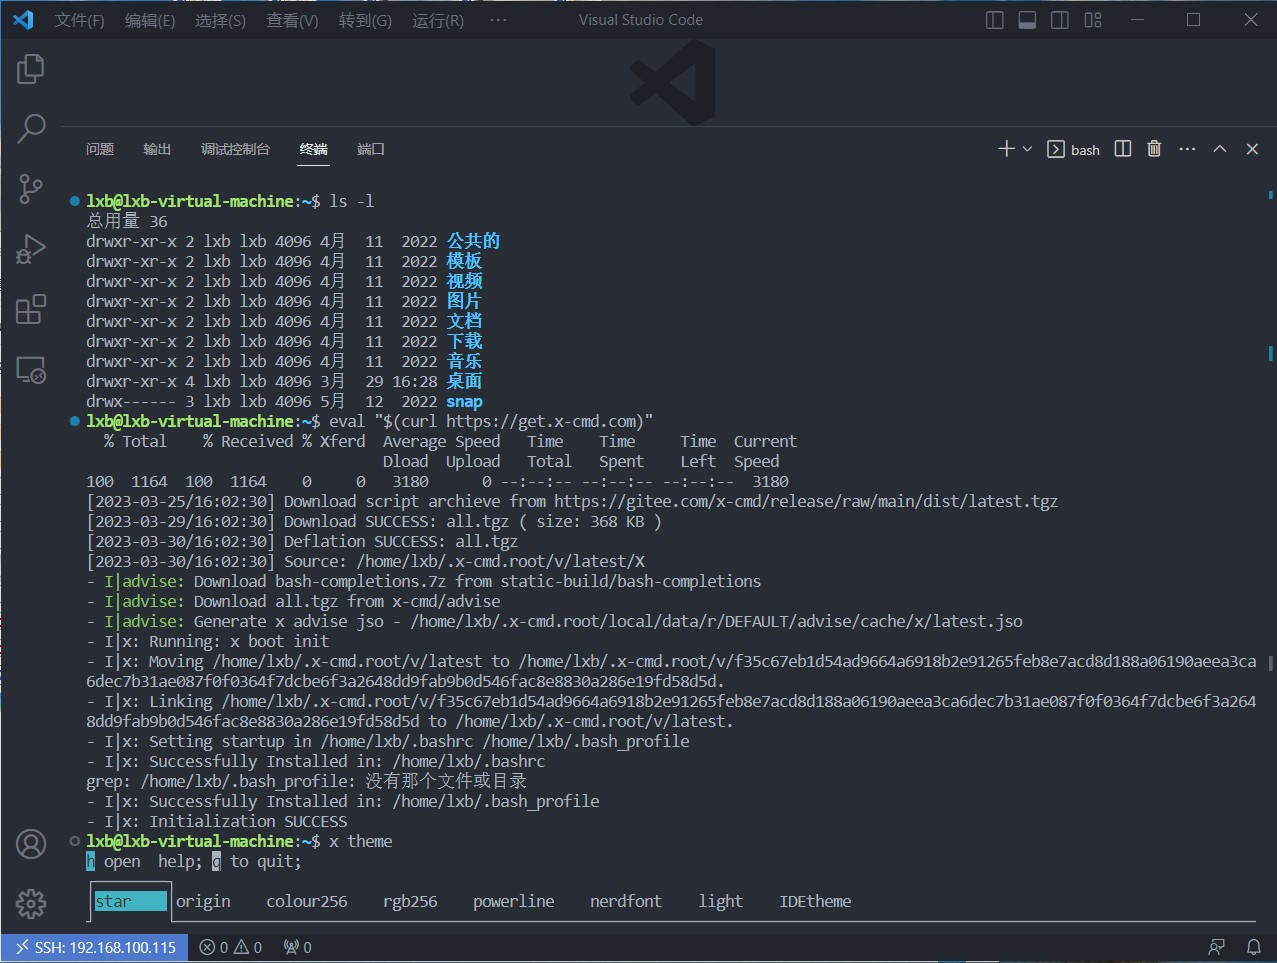 文件(F) 编辑(E) 选择(S) 查看(V) 转到(G) 运行(R) ··· Visual Studio Code
问题 输出 调试控制台 终端 端口 bash
lxb@lxb-virtual-machine:~$ ls -l
总用量 36
drwxr-xr-x 2 lxb lxb 4096 4月  11  2022 公共的
drwxr-xr-x 2 lxb lxb 4096 4月  11  2022 模板
drwxr-xr-x 2 lxb lxb 4096 4月  11  2022 视频
drwxr-xr-x 2 lxb lxb 4096 4月  11  2022 图片
drwxr-xr-x 2 lxb lxb 4096 4月  11  2022 文档
drwxr-xr-x 2 lxb lxb 4096 4月  11  2022 下载
drwxr-xr-x 2 lxb lxb 4096 4月  11  2022 音乐
drwxr-xr-x 4 lxb lxb 4096 3月  29 16:28 桌面
drwx------ 3 lxb lxb 4096 5月  12  2022 snap
lxb@lxb-virtual-machine:~$ eval "$(curl https://get.x-cmd.com)"
% Total % Received % Xferd Average Speed Time Time Time Current
Dload Upload Total Spent Left Speed
100 1164 100 1164 0 0 3180 0 --:--:-- --:--:-- --:--:-- 3180
[2023-03-25/16:02:30] Download script archieve from https://gitee.com/x-cmd/release/raw/main/dist/latest.tgz
[2023-03-29/16:02:30] Download SUCCESS: all.tgz ( size: 368 KB )
[2023-03-30/16:02:30] Deflation SUCCESS: all.tgz
[2023-03-30/16:02:30] Source: /home/lxb/.x-cmd.root/v/latest/X
- I|advise: Download bash-completions.7z from static-build/bash-completions
- I|advise: Download all.tgz from x-cmd/advise
- I|advise: Generate x advise jso - /home/lxb/.x-cmd.root/local/data/r/DEFAULT/advise/cache/x/latest.jso
- I|x: Running: x boot init
- I|x: Moving /home/lxb/.x-cmd.root/v/latest to /home/lxb/.x-cmd.root/v/f35c67eb1d54ad9664a6918b2e91265feb8e7acd8d188a06190aeea3ca
6dec7b31ae087f0f0364f7dcbe6f3a2648dd9fab9b0d546fac8e8830a286e19fd58d5d.
- I|x: Linking /home/lxb/.x-cmd.root/v/f35c67eb1d54ad9664a6918b2e91265feb8e7acd8d188a06190aeea3ca6dec7b31ae087f0f0364f7dcbe6f3a264
8dd9fab9b0d546fac8e8830a286e19fd58d5d to /home/lxb/.x-cmd.root/v/latest.
- I|x: Setting startup in /home/lxb/.bashrc /home/lxb/.bash_profile
- I|x: Successfully Installed in: /home/lxb/.bashrc
grep: /home/lxb/.bash_profile: 没有那个文件或目录
- I|x: Successfully Installed in: /home/lxb/.bash_profile
- I|x: Initialization SUCCESS
lxb@lxb-virtual-machine:~$ x theme
h open help; q to quit;
star origin colour256 rgb256 powerline nerdfont light IDEtheme
SSH: 192.168.100.115 0 0 0